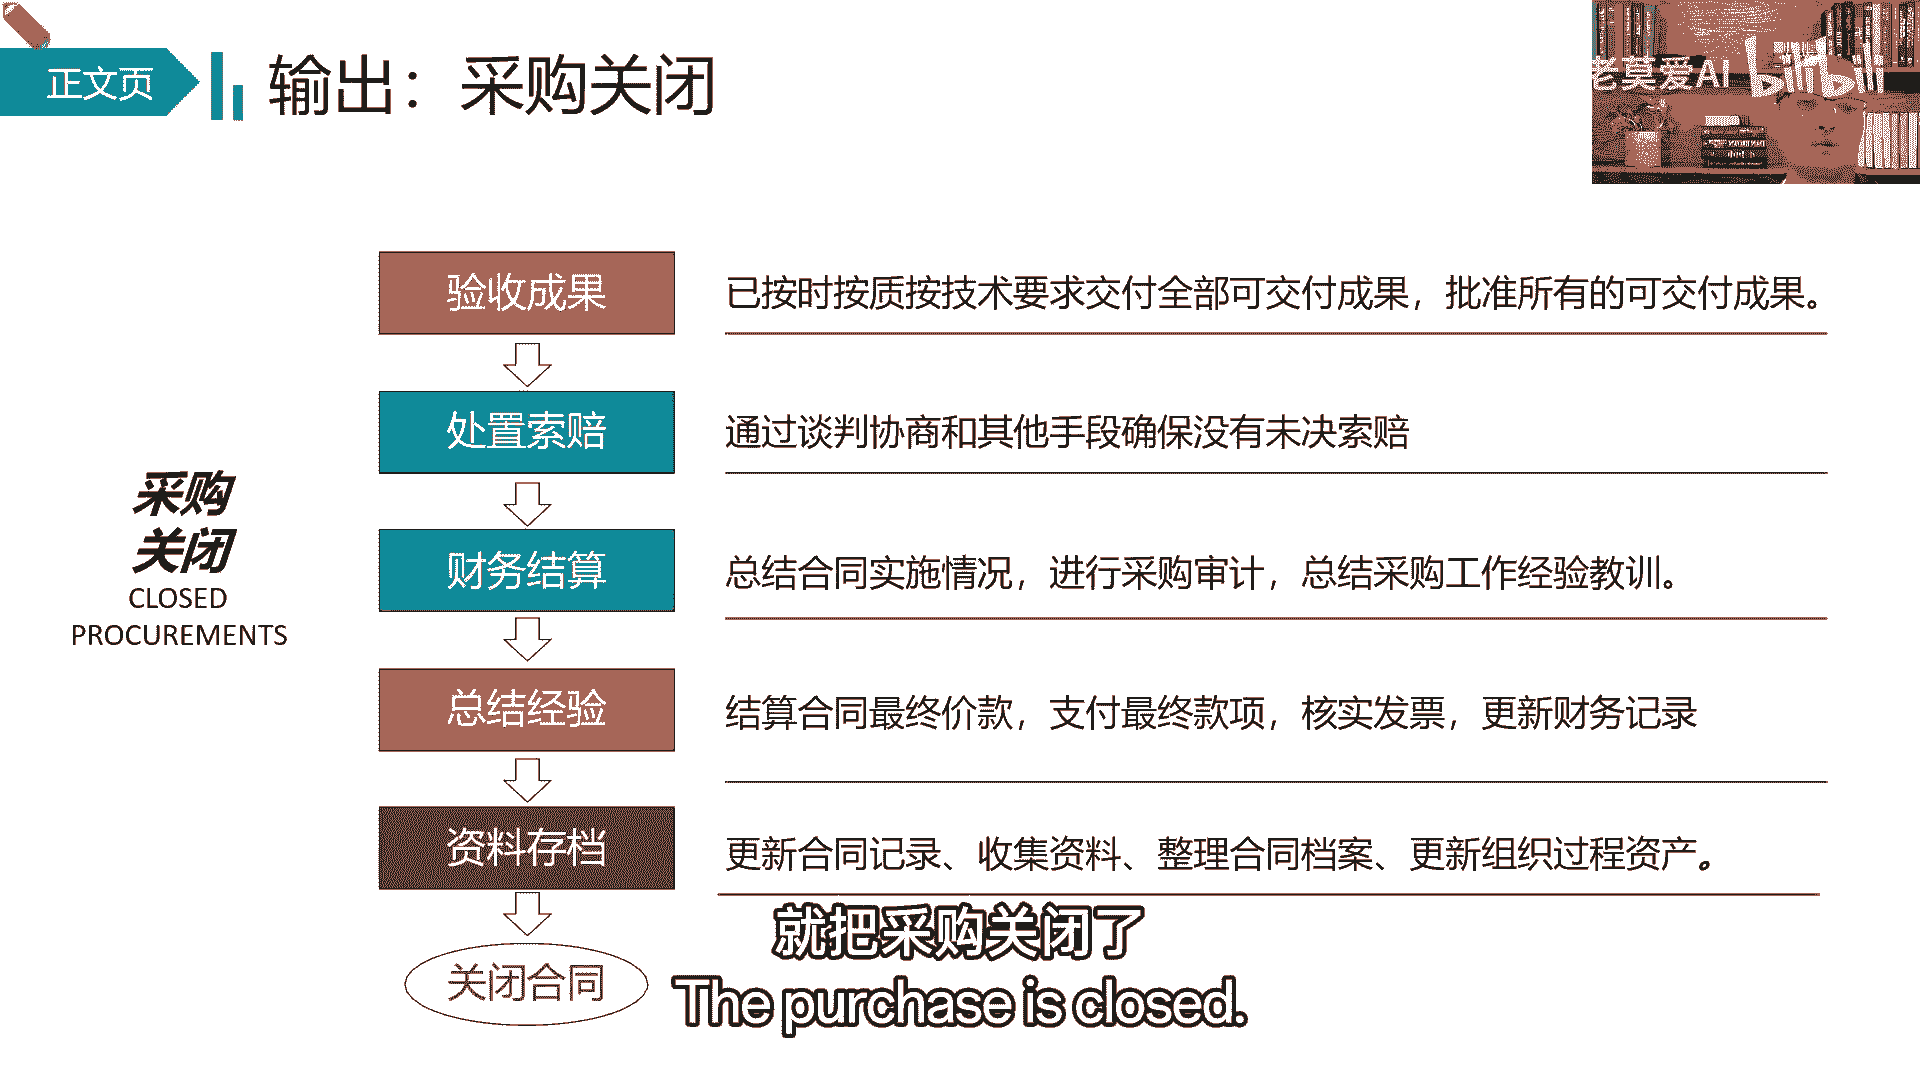 正文页
输出：采购关闭
老莫爱AI
bilibili
验收成果
已按时按质按技术要求交付全部可交付成果，批准所有的可交付成果。
处置索赔
通过谈判协商和其他手段确保没有未决索赔
采购
关闭
CLOSED
PROCUREMENTS
财务结算
总结合同实施情况，进行采购审计，总结采购工作经验教训。
总结经验
结算合同最终价款，支付最终款项，核实发票，更新财务记录
资料存档
更新合同记录、收集资料、整理合同档案、更新组织过程资产。
关闭合同
就把采购关闭了
The purchase is closed.